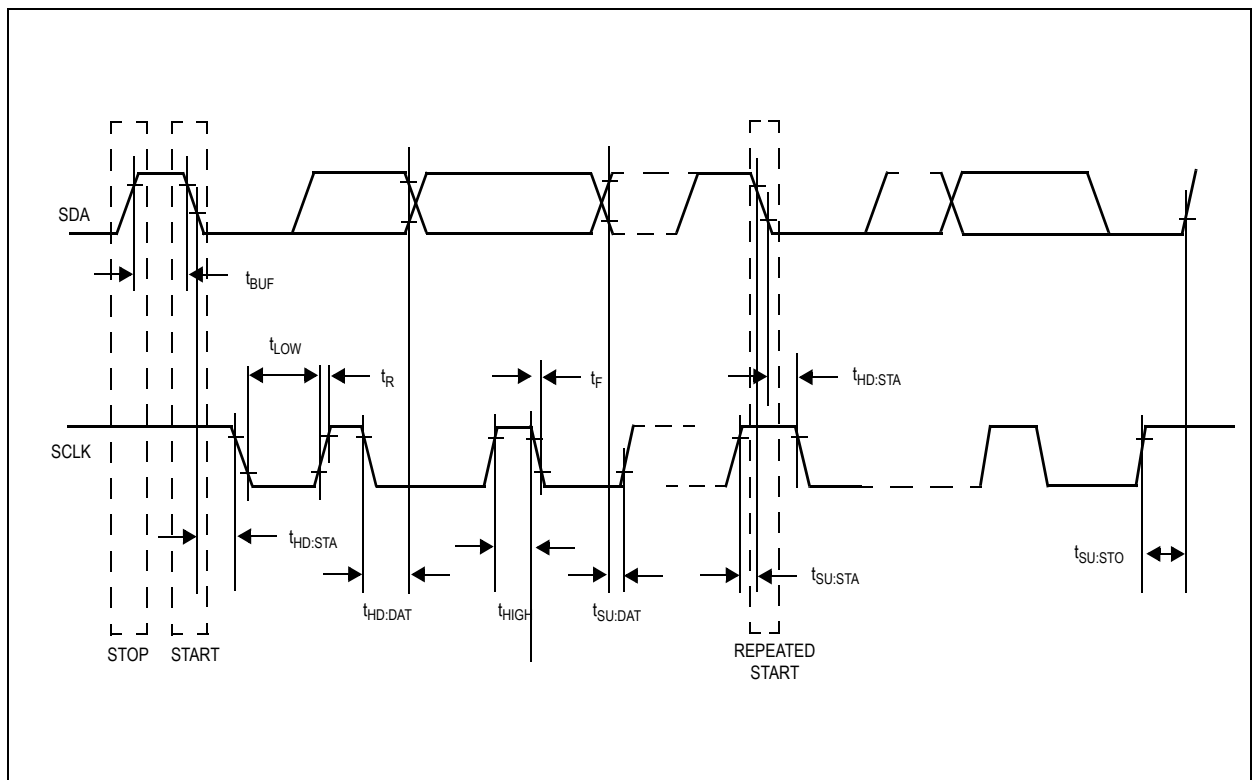 SDA
tBUF
tLOW
tR
tF
tHD:STA
SCLK
tHD:STA
tSU:STA
tSU:STO
tHD:DAT
tHIGH
tSU:DAT
STOP
START
REPEATED
START